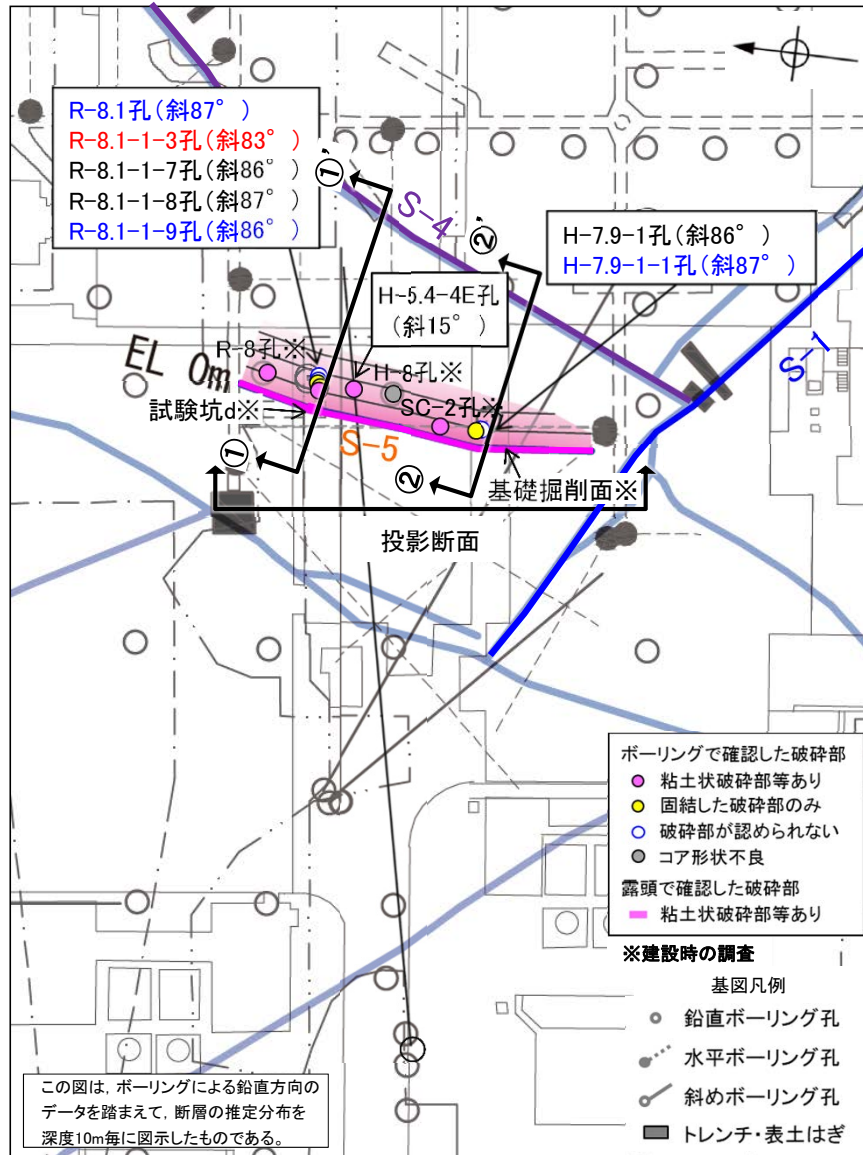 R-8.1孔(斜87°)
R-8.1-1-3孔(斜83°)
R-8.1-1-7孔(斜86°)
R-8.1-1-8孔(斜87°)
R-8.1-1-9孔(斜86°)
①’
S-4
②’
H-7.9-1孔(斜86°)
H-7.9-1-1孔(斜87°)
H-5.4-4E孔
(斜15°)
S-1
EL 0m
R-8孔※
H-8孔※
試験坑d※
SC-2孔※
S-5
①
②
基礎掘削面※
投影断面
ボーリングで確認した破砕部
粘土状破砕部等あり
固結した破砕部のみ
破砕部が認められない
コア形状不良
露頭で確認した破砕部
粘土状破砕部等あり
※建設時の調査
基図凡例
鉛直ボーリング孔
水平ボーリング孔
斜めボーリング孔
トレンチ・表土はぎ
この図は,ボーリングによる鉛直方向の
データを踏まえて,断層の推定分布を
深度10m毎に図示したものである。